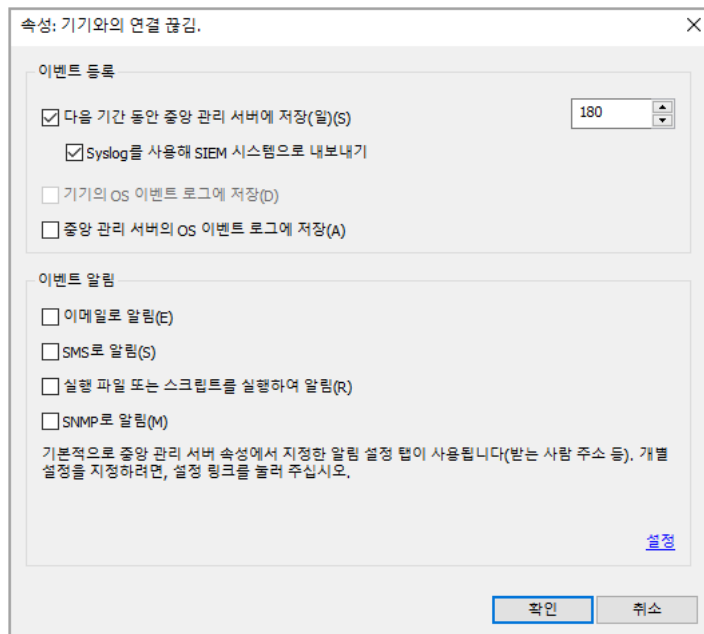 속성: 기기와의 연결 끊김.
이벤트 등록
다음 기간 동안 중앙 관리 서버에 저장(일)(S)
180
Syslog를 사용해 SIEM 시스템으로 내보내기
기기의 OS 이벤트 로그에 저장(D)
중앙 관리 서버의 OS 이벤트 로그에 저장(A)
이벤트 알림
이메일로 알림(E)
SMS로 알림(S)
실행 파일 또는 스크립트를 실행하여 알림(R)
SNMP로 알림(M)
기본적으로 중앙 관리 서버 속성에서 지정한 알림 설정 탭이 사용됩니다(받는 사람 주소 등). 개별
설정을 지정하려면, 설정 링크를 눌러 주십시오.
설정
확인
취소